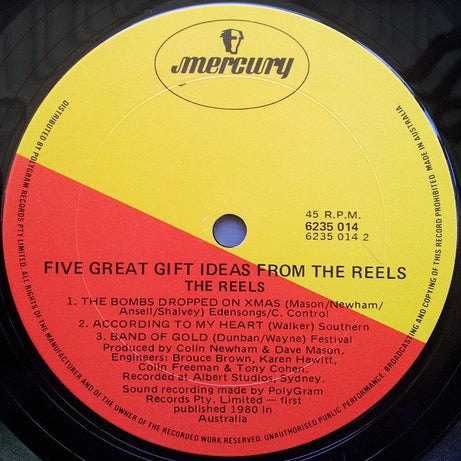 mercury
45 R.P.M.
6235 014
6235 014 2
FIVE GREAT GIFT IDEAS FROM THE REELS
THE REELS
1. THE BOMBS DROPPED ON XMAS (Mason/Newham/
Ansell/Shalvey) Edensongs/C. Control
2. ACCORDING TO MY HEART (Walker) Southern
3. BAND OF GOLD (Dunban/Wayne) Festival
Produced by Colin Newham & Dave Mason.
Engineers: Bruce Brown, Karen Hewitt,
Colin Freeman & Tony Cohen.
Recorded at Albert Studios, Sydney.
Sound recording made by PolyGram
Records Pty. Limited — first
published 1980 in
Australia
DISTRIBUTED BY POLYGRAM RECORDS PTY LIMITED. ALL RIGHTS OF THE MANUFACTURER AND OF THE OWNER OF THE RECORDED WORK RESERVED. UNAUTHORISED PUBLIC PERFORMANCE, BROADCASTING AND COPYING OF THIS RECORD PROHIBITED. MADE IN AUSTRALIA.